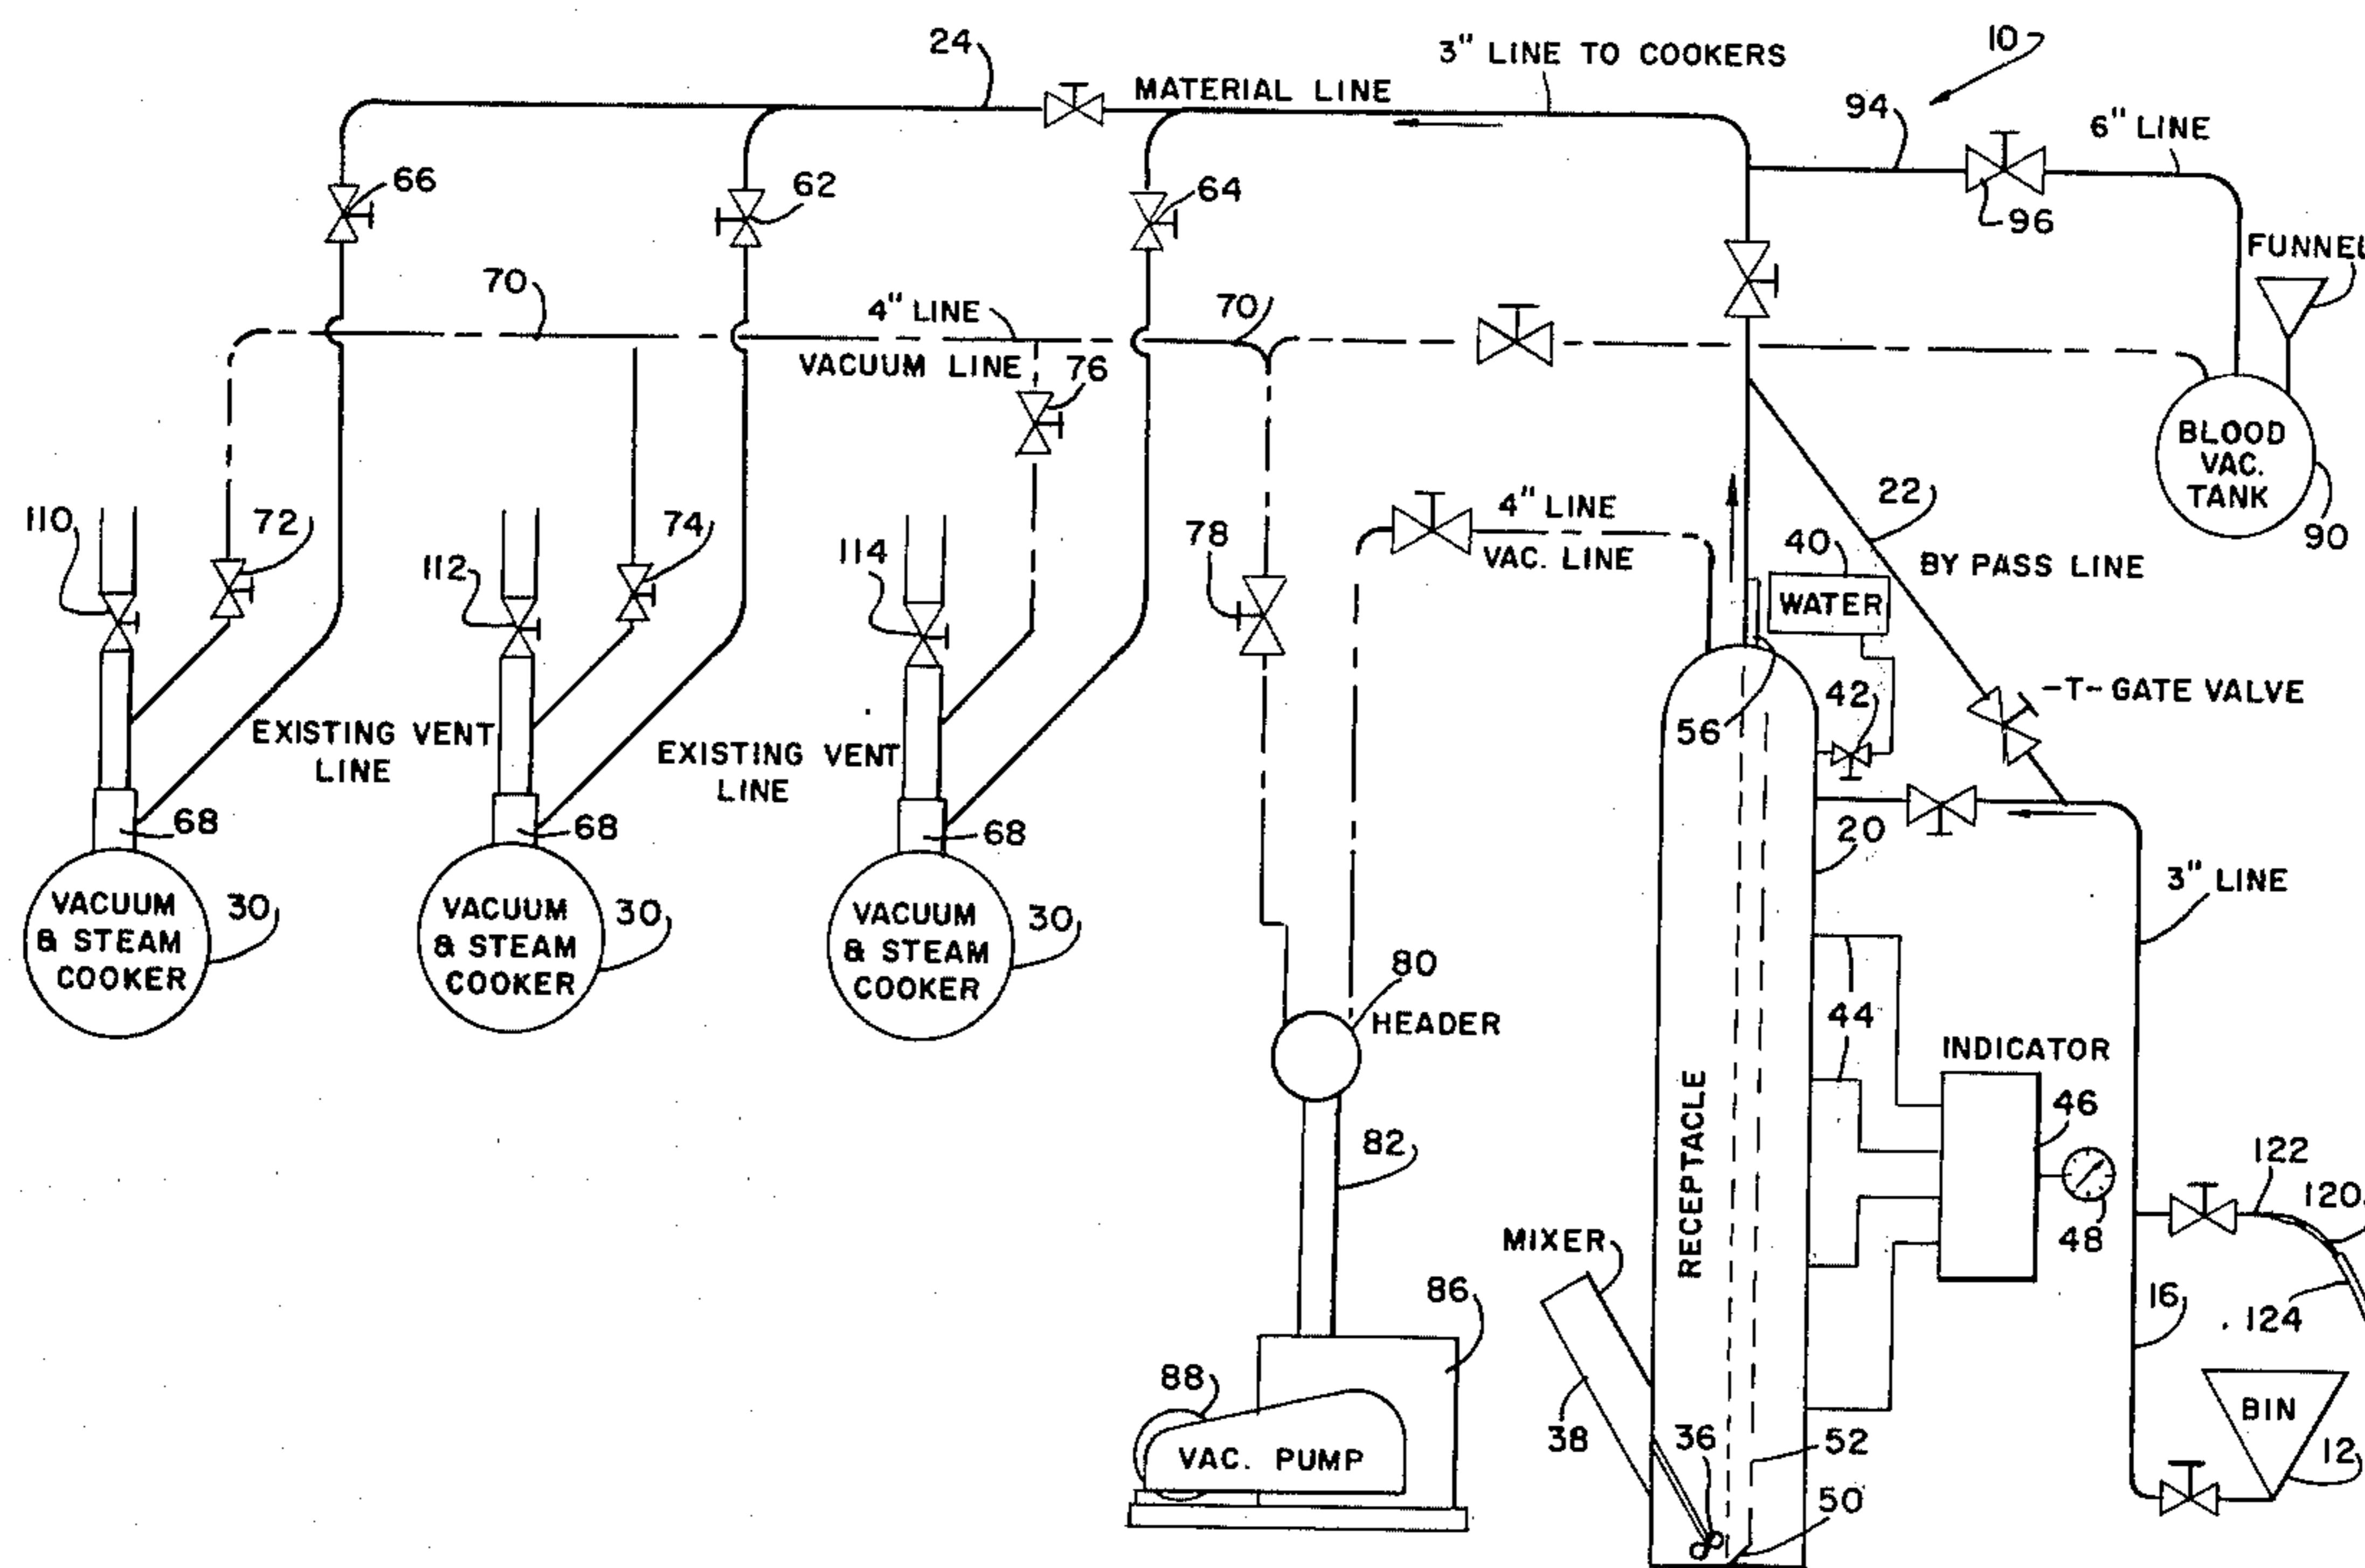 24
3" LINE TO COOKERS
10
MATERIAL LINE
94
6" LINE
66
62
64
96
FUNNEL
70
4" LINE
70
VACUUM LINE
76
BLOOD
VAC.
TANK
90
110
72
112
74
114
78
4" LINE
VAC. LINE
22
40
BY PASS LINE
WATER
42
-T- GATE VALVE
56
EXISTING VENT
LINE
EXISTING VENT
LINE
68
68
68
20
3" LINE
VACUUM
& STEAM
COOKER
30
VACUUM
& STEAM
COOKER
30
VACUUM
& STEAM
COOKER
30
80
HEADER
44
INDICATOR
46
48
RECEPTACLE
82
122
120
MIXER
86
16
124
88
VAC. PUMP
38
36
52
50
BIN
12